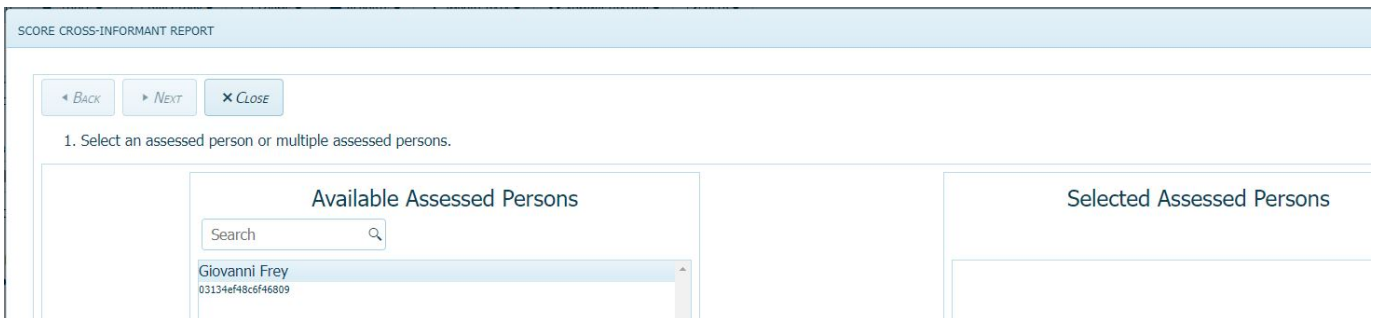 SCORE CROSS-INFORMANT REPORT
BACK NEXT CLOSE
1. Select an assessed person or multiple assessed persons.
Available Assessed Persons
Selected Assessed Persons
Search
Giovanni Frey
03134ef48c6f46809